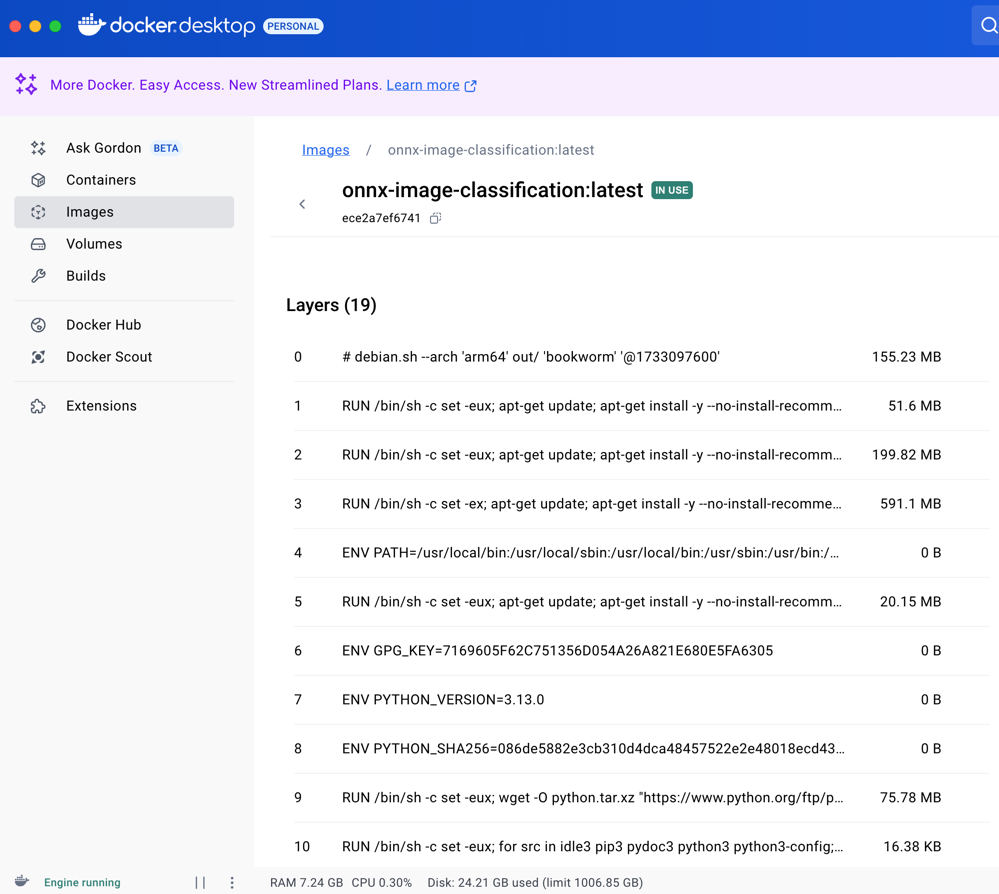 docker.desktop PERSONAL
More Docker. Easy Access. New Streamlined Plans. Learn more
Ask Gordon BETA
Containers
Images
Volumes
Builds
Docker Hub
Docker Scout
Extensions
Images / onnx-image-classification:latest
onnx-image-classification:latest IN USE
ece2a7ef6741
Layers (19)
0 # debian.sh --arch 'arm64' out/ 'bookworm' '@1733097600' 155.23 MB
1 RUN /bin/sh -c set -eux; apt-get update; apt-get install -y --no-install-recomm... 51.6 MB
2 RUN /bin/sh -c set -eux; apt-get update; apt-get install -y --no-install-recomm... 199.82 MB
3 RUN /bin/sh -c set -ex; apt-get update; apt-get install -y --no-install-recomme... 591.1 MB
4 ENV PATH=/usr/local/bin:/usr/local/sbin:/usr/local/bin:/usr/sbin:/usr/bin:/... 0 B
5 RUN /bin/sh -c set -eux; apt-get update; apt-get install -y --no-install-recomm... 20.15 MB
6 ENV GPG_KEY=7169605F62C751356D054A26A821E680E5FA6305 0 B
7 ENV PYTHON_VERSION=3.13.0 0 B
8 ENV PYTHON_SHA256=086de5882e3cb310d4dca48457522e2e48018ecd43... 0 B
9 RUN /bin/sh -c set -eux; wget -O python.tar.xz "https://www.python.org/ftp/p... 75.78 MB
10 RUN /bin/sh -c set -eux; for src in idle3 pip3 pydoc3 python3 python3-config;... 16.38 KB
Engine running RAM 7.24 GB CPU 0.30% Disk: 24.21 GB used (limit 1006.85 GB)